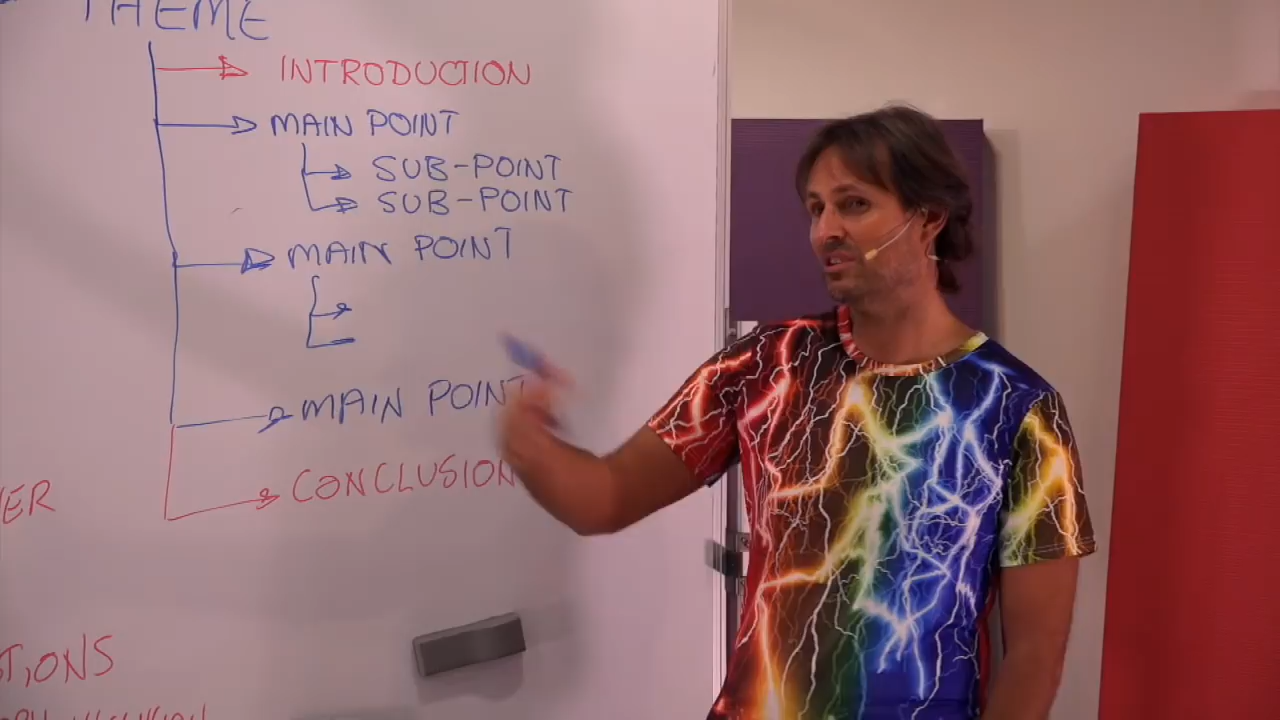 THEME
INTRODUCTION
MAIN POINT
SUB-POINT
SUB-POINT
MAIN POINT
MAIN POINT
CONCLUSION
ER
TIONS